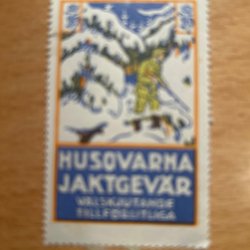 HUSQVARNA
JAKTGEVÄR
VÄLSKJUTANDE
TILLFÖRLITLIGA